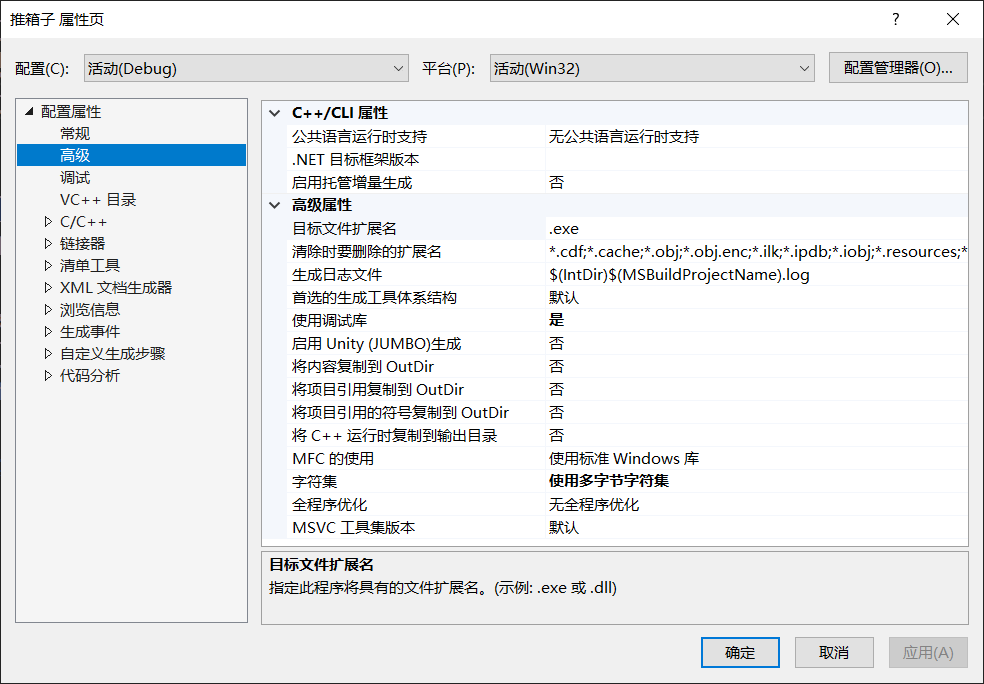 推箱子 属性页
?
配置(C): 活动(Debug) 平台(P): 活动(Win32) 配置管理器(O)...
配置属性
常规
高级
调试
VC++ 目录
C/C++
链接器
清单工具
XML 文档生成器
浏览信息
生成事件
自定义生成步骤
代码分析
C++/CLI 属性
公共语言运行时支持 无公共语言运行时支持
.NET 目标框架版本
启用托管增量生成 否
高级属性
目标文件扩展名 .exe
清除时要删除的扩展名 *.cdf;*.cache;*.obj;*.obj.enc;*.ilk;*.ipdb;*.iobj;*.resources;*
生成日志文件 $(IntDir)$(MSBuildProjectName).log
首选的生成工具体系结构 默认
使用调试库 是
启用 Unity (JUMBO)生成 否
将内容复制到 OutDir 否
将项目引用复制到 OutDir 否
将项目引用的符号复制到 OutDir 否
将 C++ 运行时复制到输出目录 否
MFC 的使用 使用标准 Windows 库
字符集 使用多字节字符集
全程序优化 无全程序优化
MSVC 工具集版本 默认
目标文件扩展名
指定此程序将具有的文件扩展名。(示例: .exe 或 .dll)
确定 取消 应用(A)